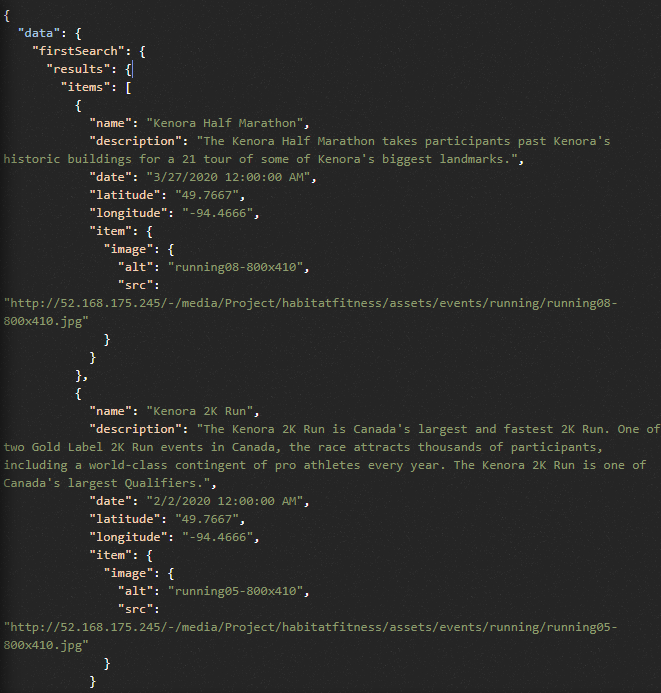 {
"data": {
"firstSearch": {
"results": {
"items": [
{
"name": "Kenora Half Marathon",
"description": "The Kenora Half Marathon takes participants past Kenora's
historic buildings for a 21 tour of some of Kenora's biggest landmarks.",
"date": "3/27/2020 12:00:00 AM",
"latitude": "49.7667",
"longitude": "-94.4666",
"item": {
"image": {
"alt": "running08-800x410",
"src":
"http://52.168.175.245/-/media/Project/habitatfitness/assets/events/running/running08-
800x410.jpg"
}
}
},
{
"name": "Kenora 2K Run",
"description": "The Kenora 2K Run is Canada's largest and fastest 2K Run. One of
two Gold Label 2K Run events in Canada, the race attracts thousands of participants,
including a world-class contingent of pro athletes every year. The Kenora 2K Run is one of
Canada's largest Qualifiers.",
"date": "2/2/2020 12:00:00 AM",
"latitude": "49.7667",
"longitude": "-94.4666",
"item": {
"image": {
"alt": "running05-800x410",
"src":
"http://52.168.175.245/-/media/Project/habitatfitness/assets/events/running/running05-
800x410.jpg"
}
}